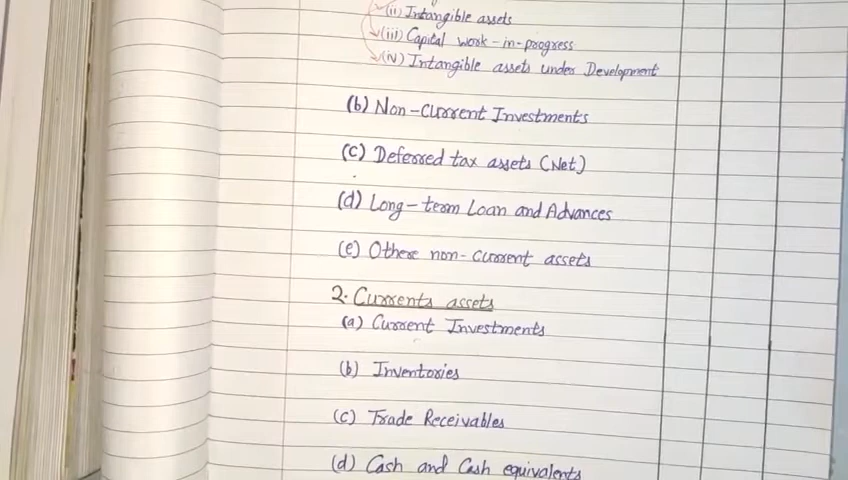 (ii) Intangible assets
(iii) Capital work-in-progress
(iv) Intangible assets under Development
(b) Non-Current Investments
(c) Deferred tax assets (Net)
(d) Long-term Loan and Advances
(e) Othere non-current assets
2. Currents assets
(a) Current Investments
(b) Inventories
(c) Trade Receivables
(d) Cash and Cash equivalents